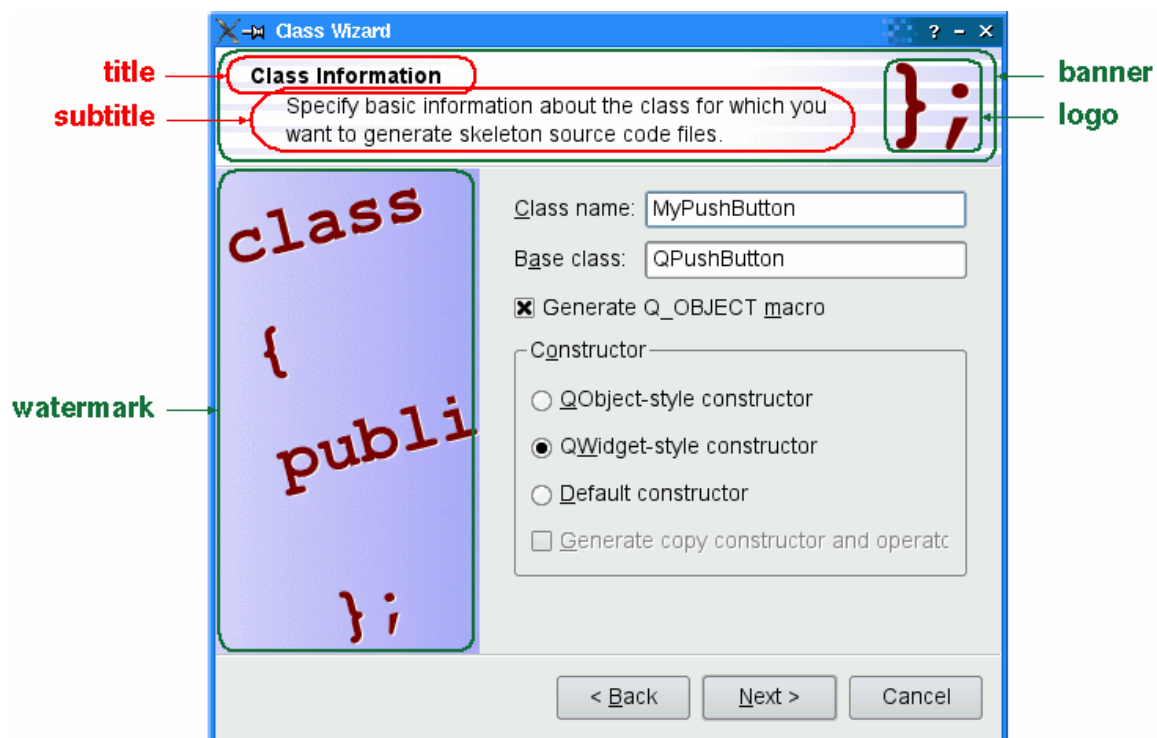 Class Wizard
title
Class Information
banner
subtitle
Specify basic information about the class for which you
want to generate skeleton source code files.
};
logo
class
{
publi
};
watermark
Class name: MyPushButton
Base class: QPushButton
Generate Q_OBJECT macro
Constructor
QObject-style constructor
QWidget-style constructor
Default constructor
Generate copy constructor and operatc
< Back
Next >
Cancel